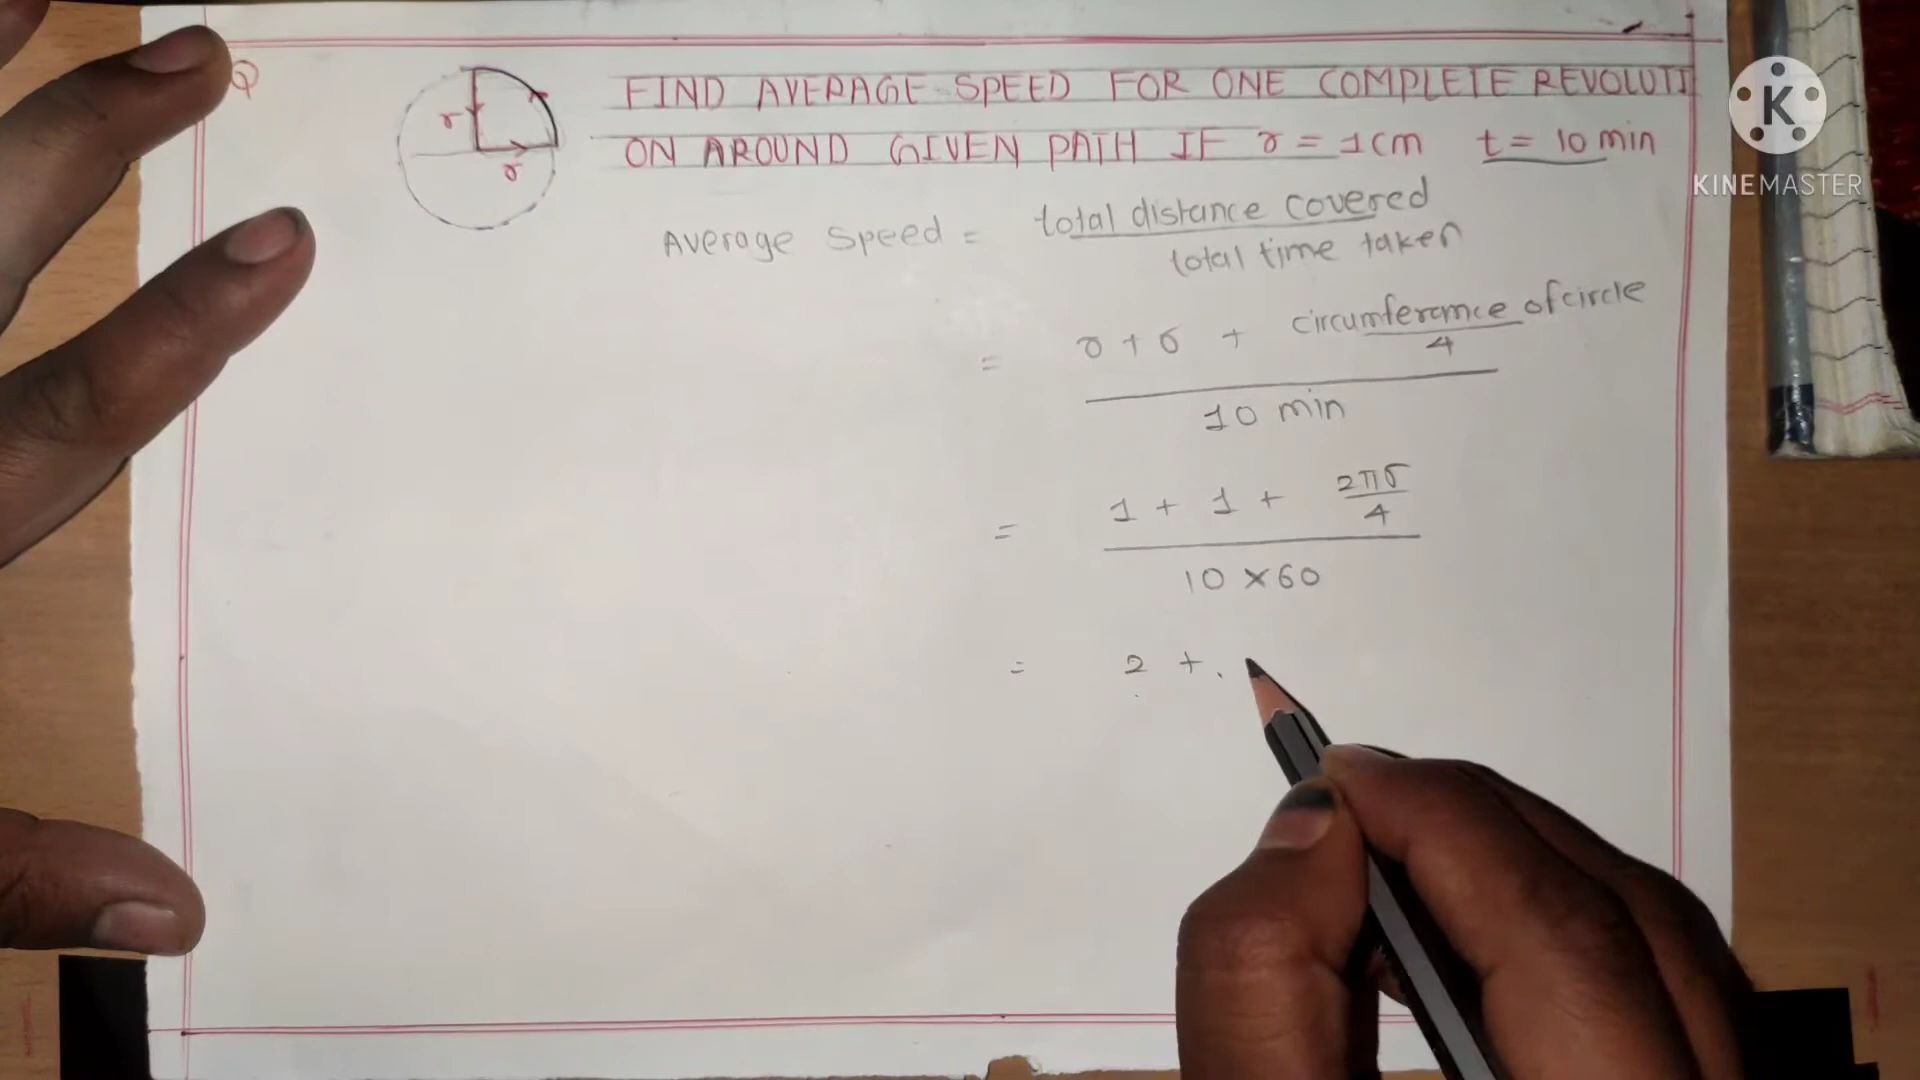 Q
FIND AVERAGE SPEED FOR ONE COMPLETE REVOLUTI
ON AROUND GIVEN PATH IF r = 1cm t = 10 min
r
r
Average speed = total distance covered
total time taken
= r + r + circumference of circle
4
10 min
= 1 + 1 + 2πr
4
10 × 60
= 2 +
K
KINEMASTER